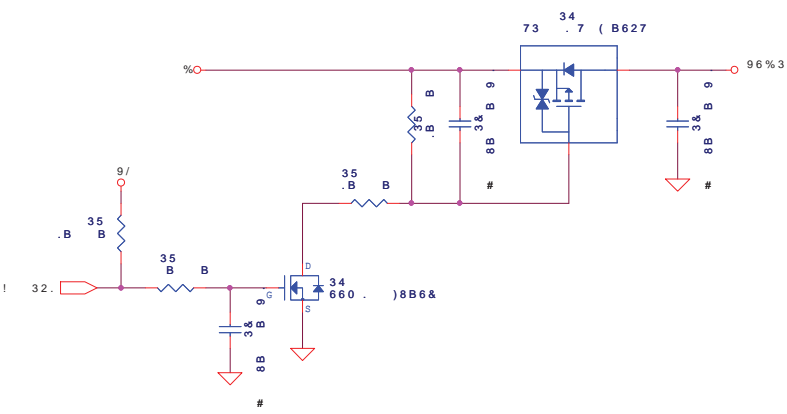 34
73 . 7 ( B627
%
96%3
35
.B B
3&
8B B 9
#
3&
8B B 9
#
9/
35
.B B
35
.B B
35
B B
! 32.
D
G
S
34
660 . )8B6&
3&
8B B 9.
#